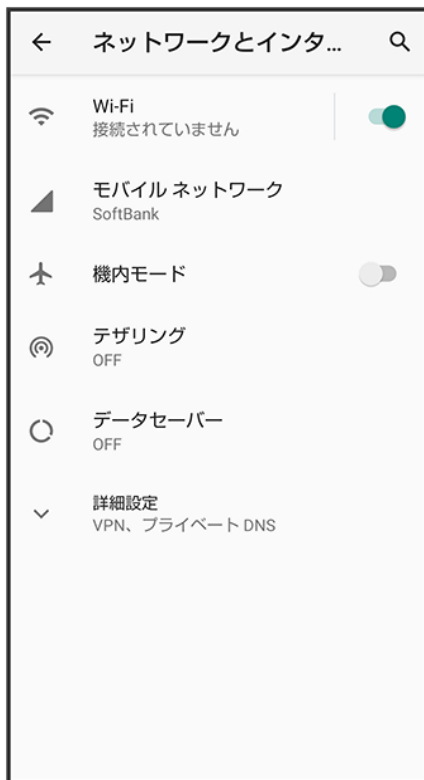 ネットワークとインタ...
Wi-Fi
接続されていません
モバイル ネットワーク
SoftBank
機内モード
テザリング
OFF
データセーバー
OFF
詳細設定
VPN、プライベート DNS